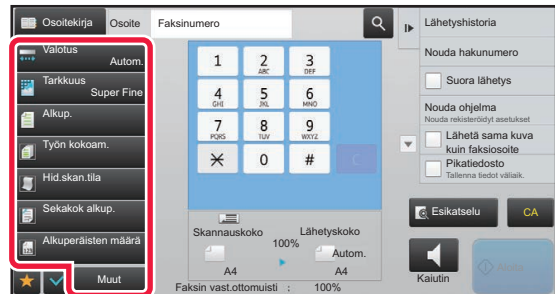 Osoitekirja
Osoite
Faksinumero
Valotus
Autom.
Tarkkuus
Super Fine
Alkup.
Työn kokoam.
Hid.skan.tila
Sekakok alkup.
Alkuperäisten määrä
Muut
1
2
ABC
3
DEF
4
GHI
5
JKL
6
MNO
7
PQRS
8
TUV
9
WXYZ
0
#
C
Skannauskoko
Lähetyskoko
100%
Autom.
A4
A4
Faksin vast.ottomuisti : 100%
Lähetyshistoria
Nouda hakunumero
Suora lähetys
Nouda ohjelma
Nouda rekisteröidyt asetukset
Lähetä sama kuva
kuin faksiosoite
Pikatiedosto
Tallenna tiedot väliaik.
Esikatselu
CA
Kaiutin
Aloita